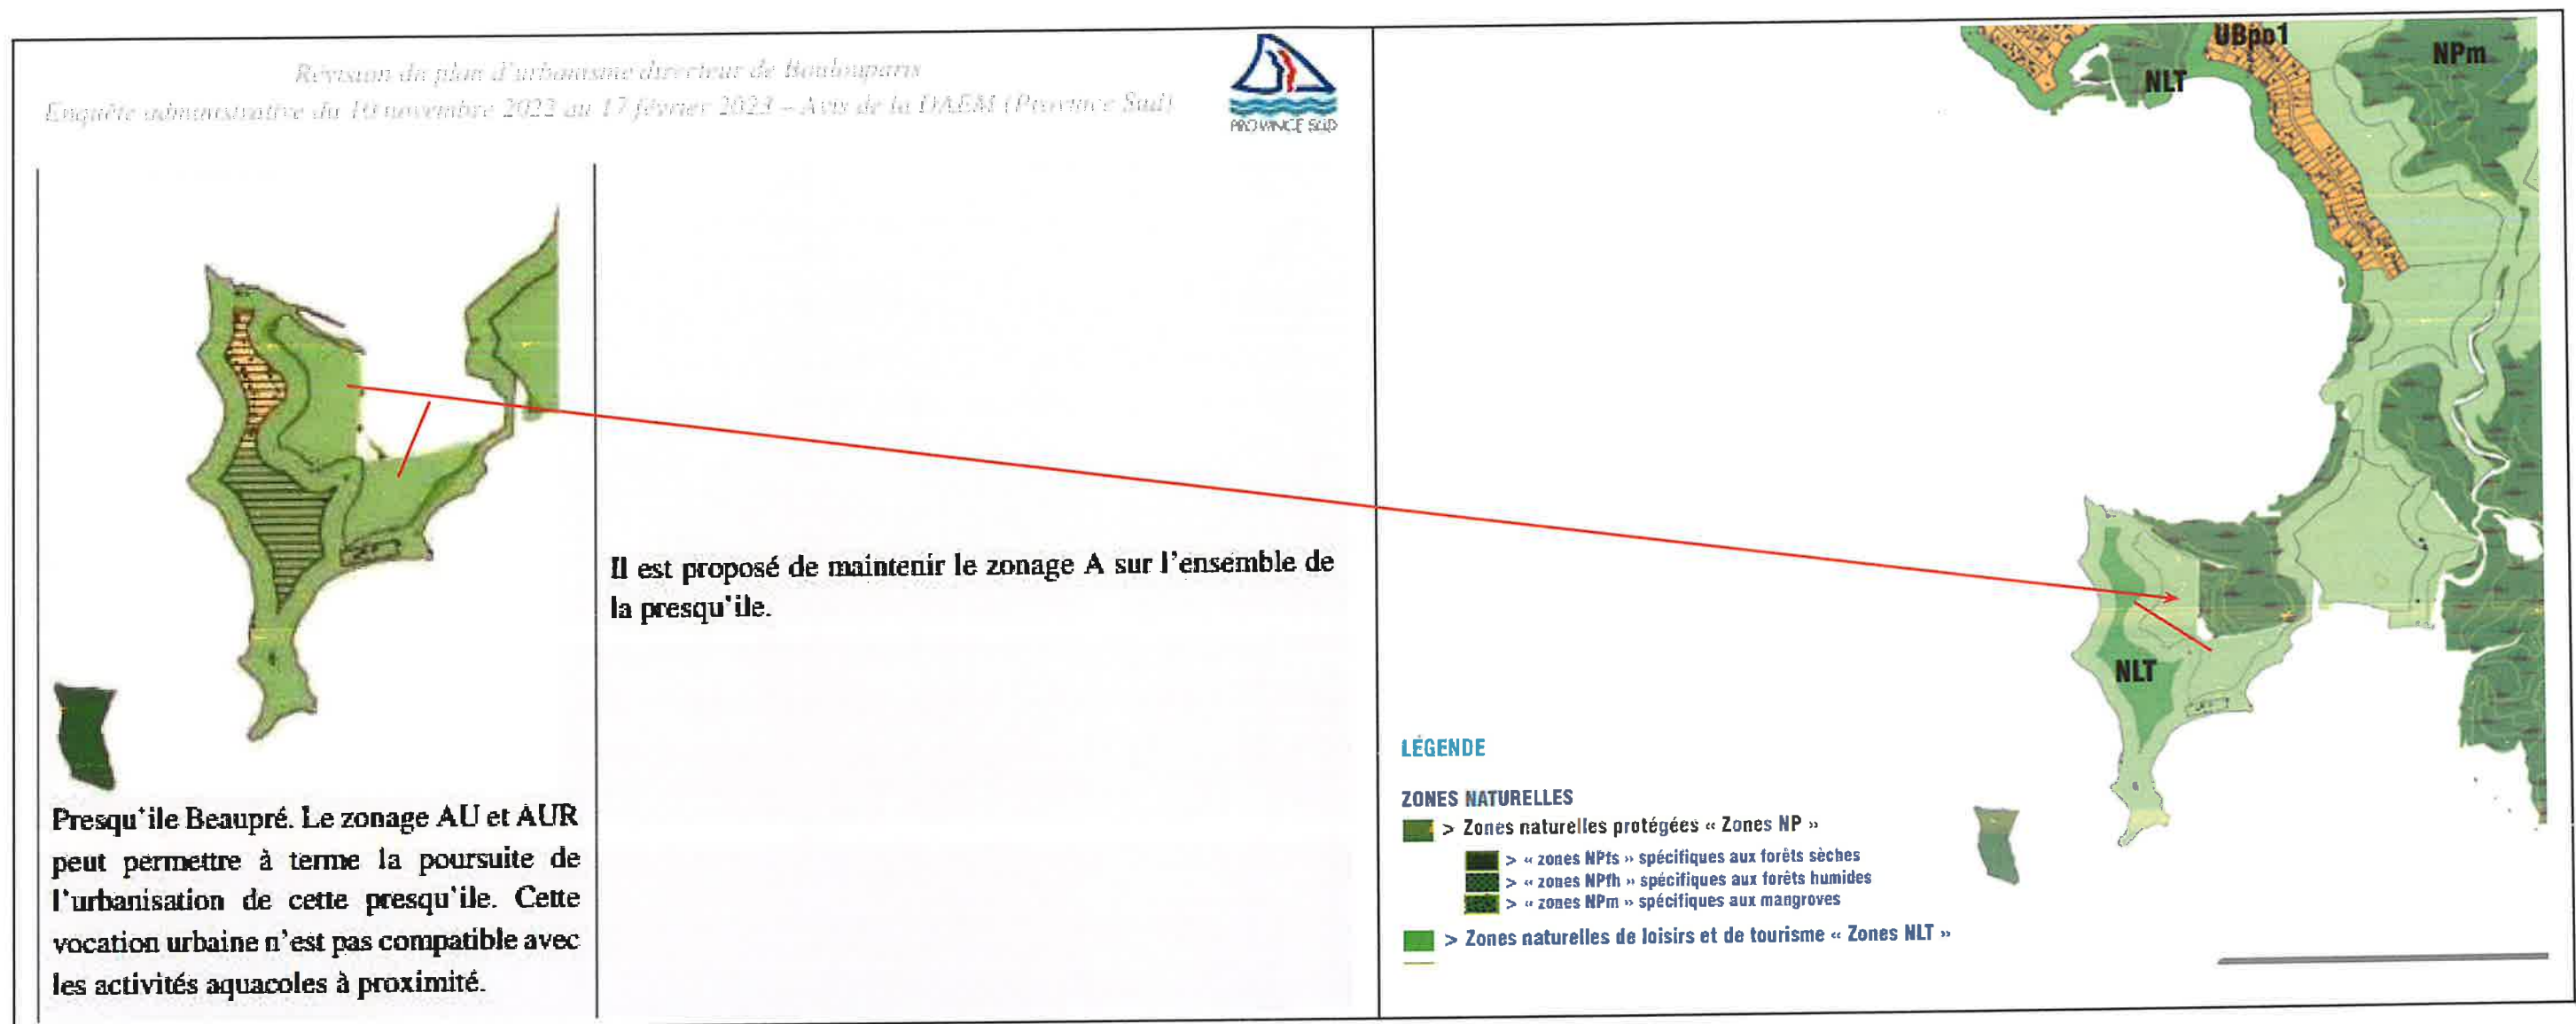 Révision du plan d'urbanisme directeur de Boulouparis
Enquête administrative du 10 novembre 2022 au 17 février 2023 – Avis de la DAEM (Province Sud)
PROVINCE SUD
Presqu'ile Beaupré. Le zonage AU et AUR
peut permettre à terme la poursuite de
l'urbanisation de cette presqu'ile. Cette
vocation urbaine n'est pas compatible avec
les activités aquacoles à proximité.
Il est proposé de maintenir le zonage A sur l'ensemble de
la presqu'ile.
UBpo1
NPm
NLT
NLT
LÉGENDE
ZONES NATURELLES
> Zones naturelles protégées « Zones NP »
> « zones NPfs » spécifiques aux forêts sèches
> « zones NPfh » spécifiques aux forêts humides
> « zones NPm » spécifiques aux mangroves
> Zones naturelles de loisirs et de tourisme « Zones NLT »